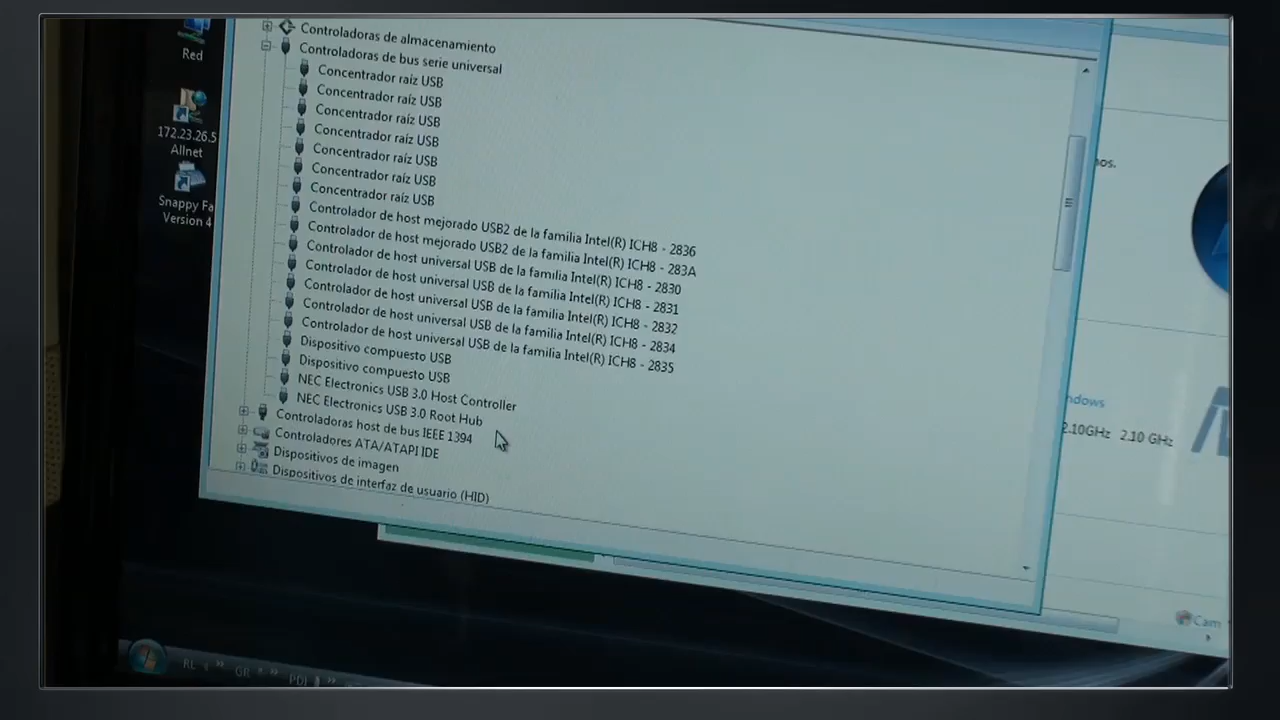 Red
172.23.26.5
Allnet
Snappy Fa
Version 4
Controladoras de almacenamiento
Controladoras de bus serie universal
Concentrador raíz USB
Concentrador raíz USB
Concentrador raíz USB
Concentrador raíz USB
Concentrador raíz USB
Concentrador raíz USB
Concentrador raíz USB
Controlador de host mejorado USB2 de la familia Intel(R) ICH8 - 2836
Controlador de host mejorado USB2 de la familia Intel(R) ICH8 - 283A
Controlador de host universal USB de la familia Intel(R) ICH8 - 2830
Controlador de host universal USB de la familia Intel(R) ICH8 - 2831
Controlador de host universal USB de la familia Intel(R) ICH8 - 2832
Controlador de host universal USB de la familia Intel(R) ICH8 - 2834
Controlador de host universal USB de la familia Intel(R) ICH8 - 2835
Dispositivo compuesto USB
Dispositivo compuesto USB
NEC Electronics USB 3.0 Host Controller
NEC Electronics USB 3.0 Root Hub
Controladoras host de bus IEEE 1394
Controladores ATA/ATAPI IDE
Dispositivos de imagen
Dispositivos de interfaz de usuario (HID)
os.
ndows
2.10GHz 2.10 GHz
Cam
RL
GR
PDI